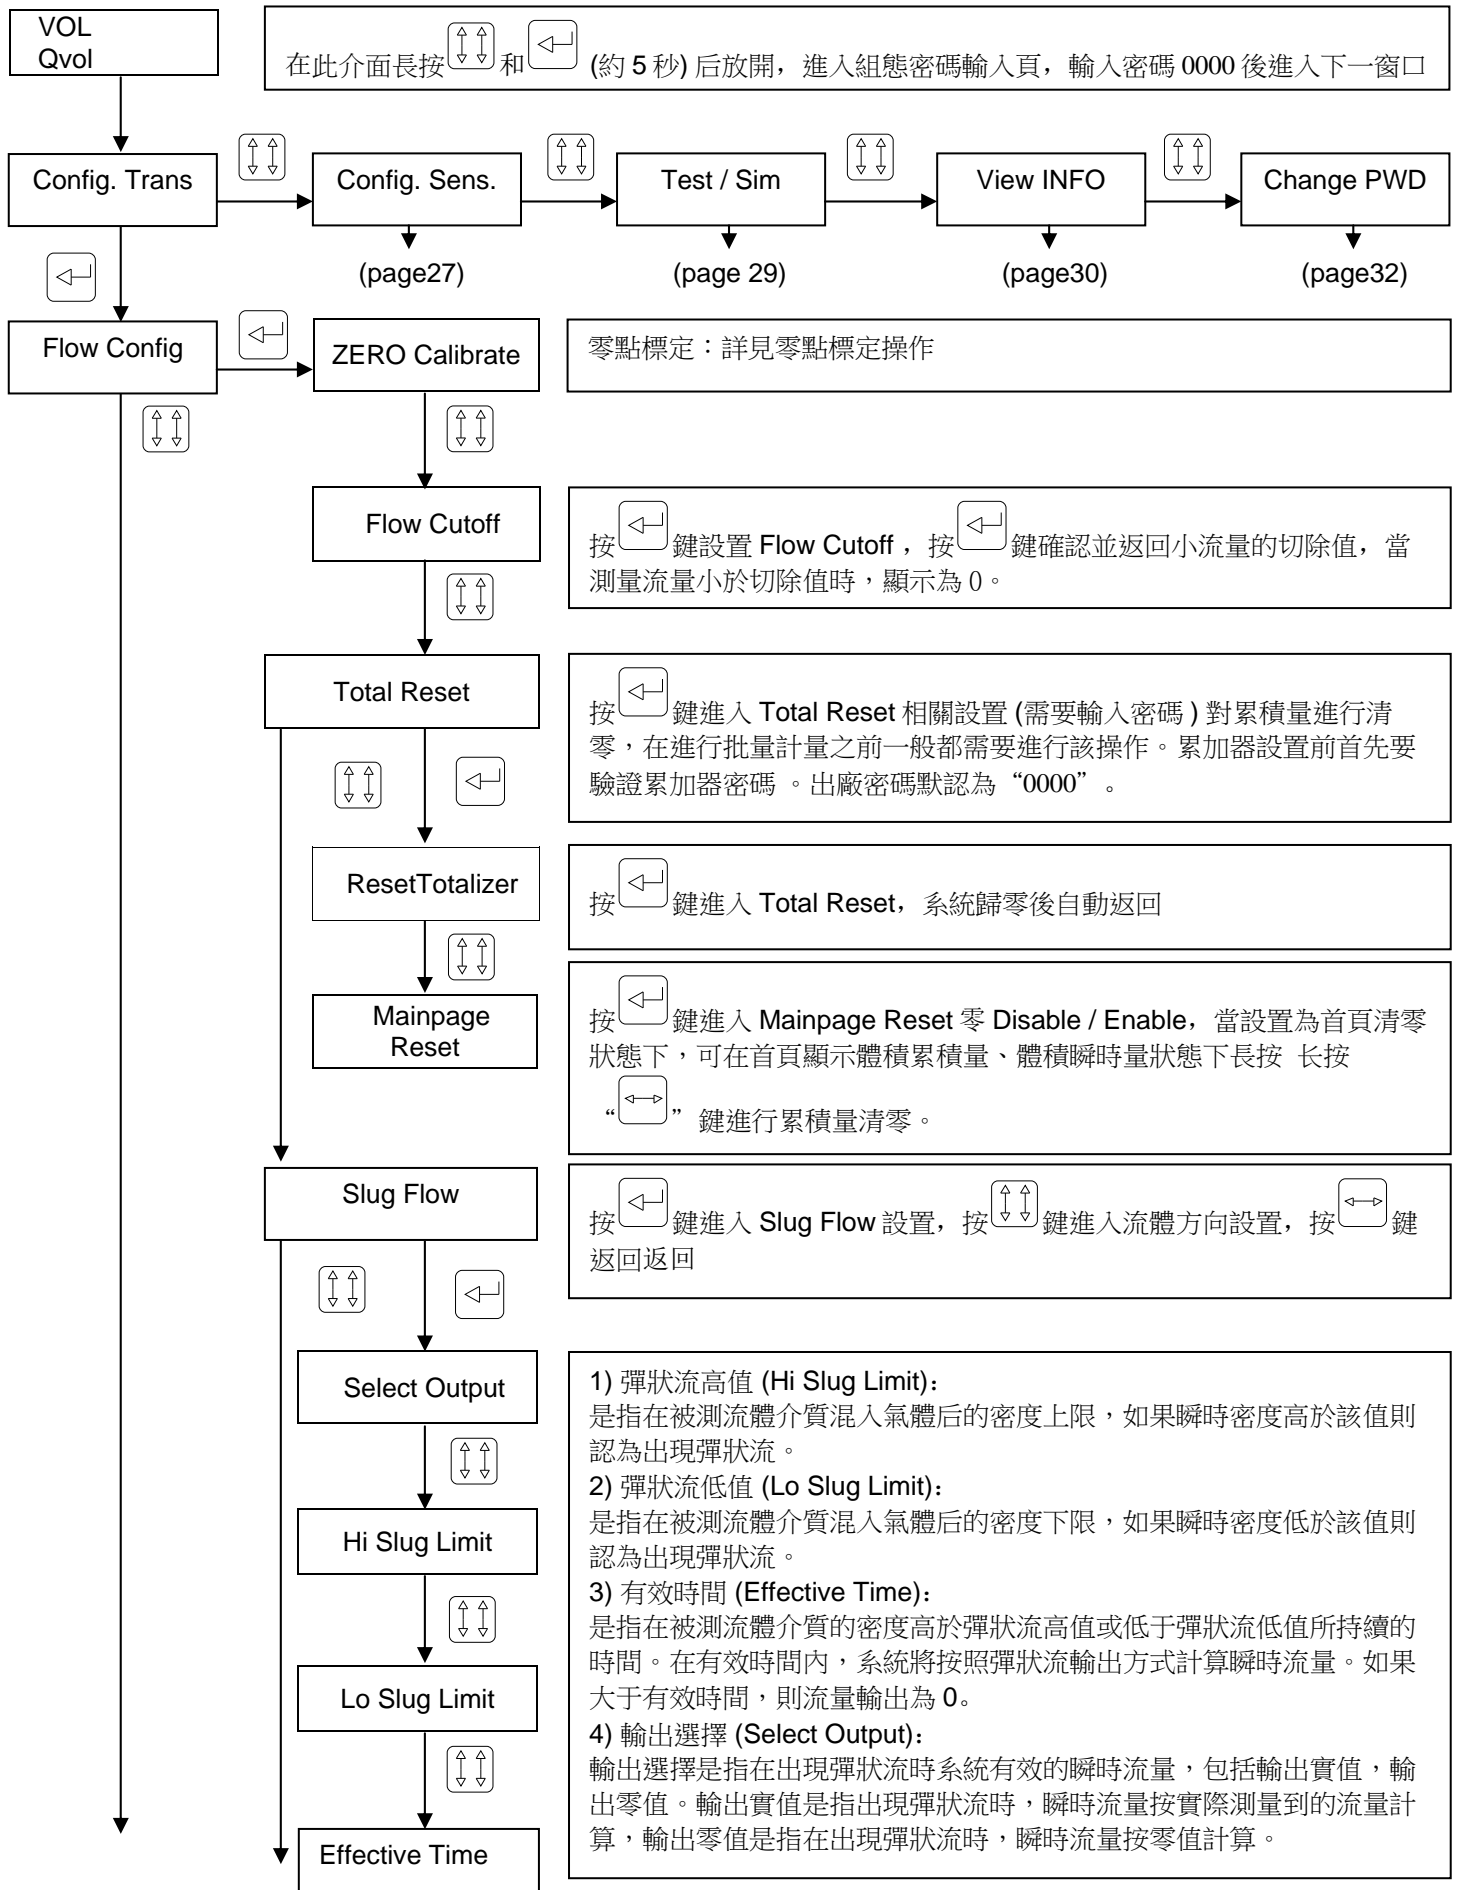 VOL
Qvol
在此介面長按 和 (約 5 秒) 后放開，進入組態密碼輸入頁，輸入密碼 0000 後進入下一窗口
Config. Trans
Config. Sens.
Test / Sim
View INFO
Change PWD
(page27)
(page 29)
(page30)
(page32)
Flow Config
ZERO Calibrate
零點標定：詳見零點標定操作
Flow Cutoff
按 鍵設置 Flow Cutoff ，按 鍵確認並返回小流量的切除值，當
測量流量小於切除值時，顯示為 0。
Total Reset
按 鍵進入 Total Reset 相關設置 (需要輸入密碼 ) 對累積量進行清
零，在進行批量計量之前一般都需要進行該操作。累加器設置前首先要
驗證累加器密碼 。出廠密碼默認為“0000”。
ResetTotalizer
按 鍵進入 Total Reset，系統歸零後自動返回
Mainpage
Reset
按 鍵進入 Mainpage Reset 零 Disable / Enable，當設置為首頁清零
狀態下，可在首頁顯示體積累積量、體積瞬時量狀態下長按 长按
“ ” 鍵進行累積量清零。
Slug Flow
按 鍵進入 Slug Flow 設置，按 鍵進入流體方向設置，按 鍵
返回返回
Select Output
Hi Slug Limit
Lo Slug Limit
Effective Time
1) 彈狀流高值 (Hi Slug Limit)：
是指在被測流體介質混入氣體后的密度上限，如果瞬時密度高於該值則
認為出現彈狀流。
2) 彈狀流低值 (Lo Slug Limit)：
是指在被測流體介質混入氣體后的密度下限，如果瞬時密度低於該值則
認為出現彈狀流。
3) 有效時間 (Effective Time)：
是指在被測流體介質的密度高於彈狀流高值或低于彈狀流低值所持續的
時間。在有效時間內，系統將按照彈狀流輸出方式計算瞬時流量。如果
大于有效時間，則流量輸出為 0。
4) 輸出選擇 (Select Output)：
輸出選擇是指在出現彈狀流時系統有效的瞬時流量，包括輸出實值，輸
出零值。輸出實值是指出現彈狀流時，瞬時流量按實際測量到的流量計
算，輸出零值是指在出現彈狀流時，瞬時流量按零值計算。